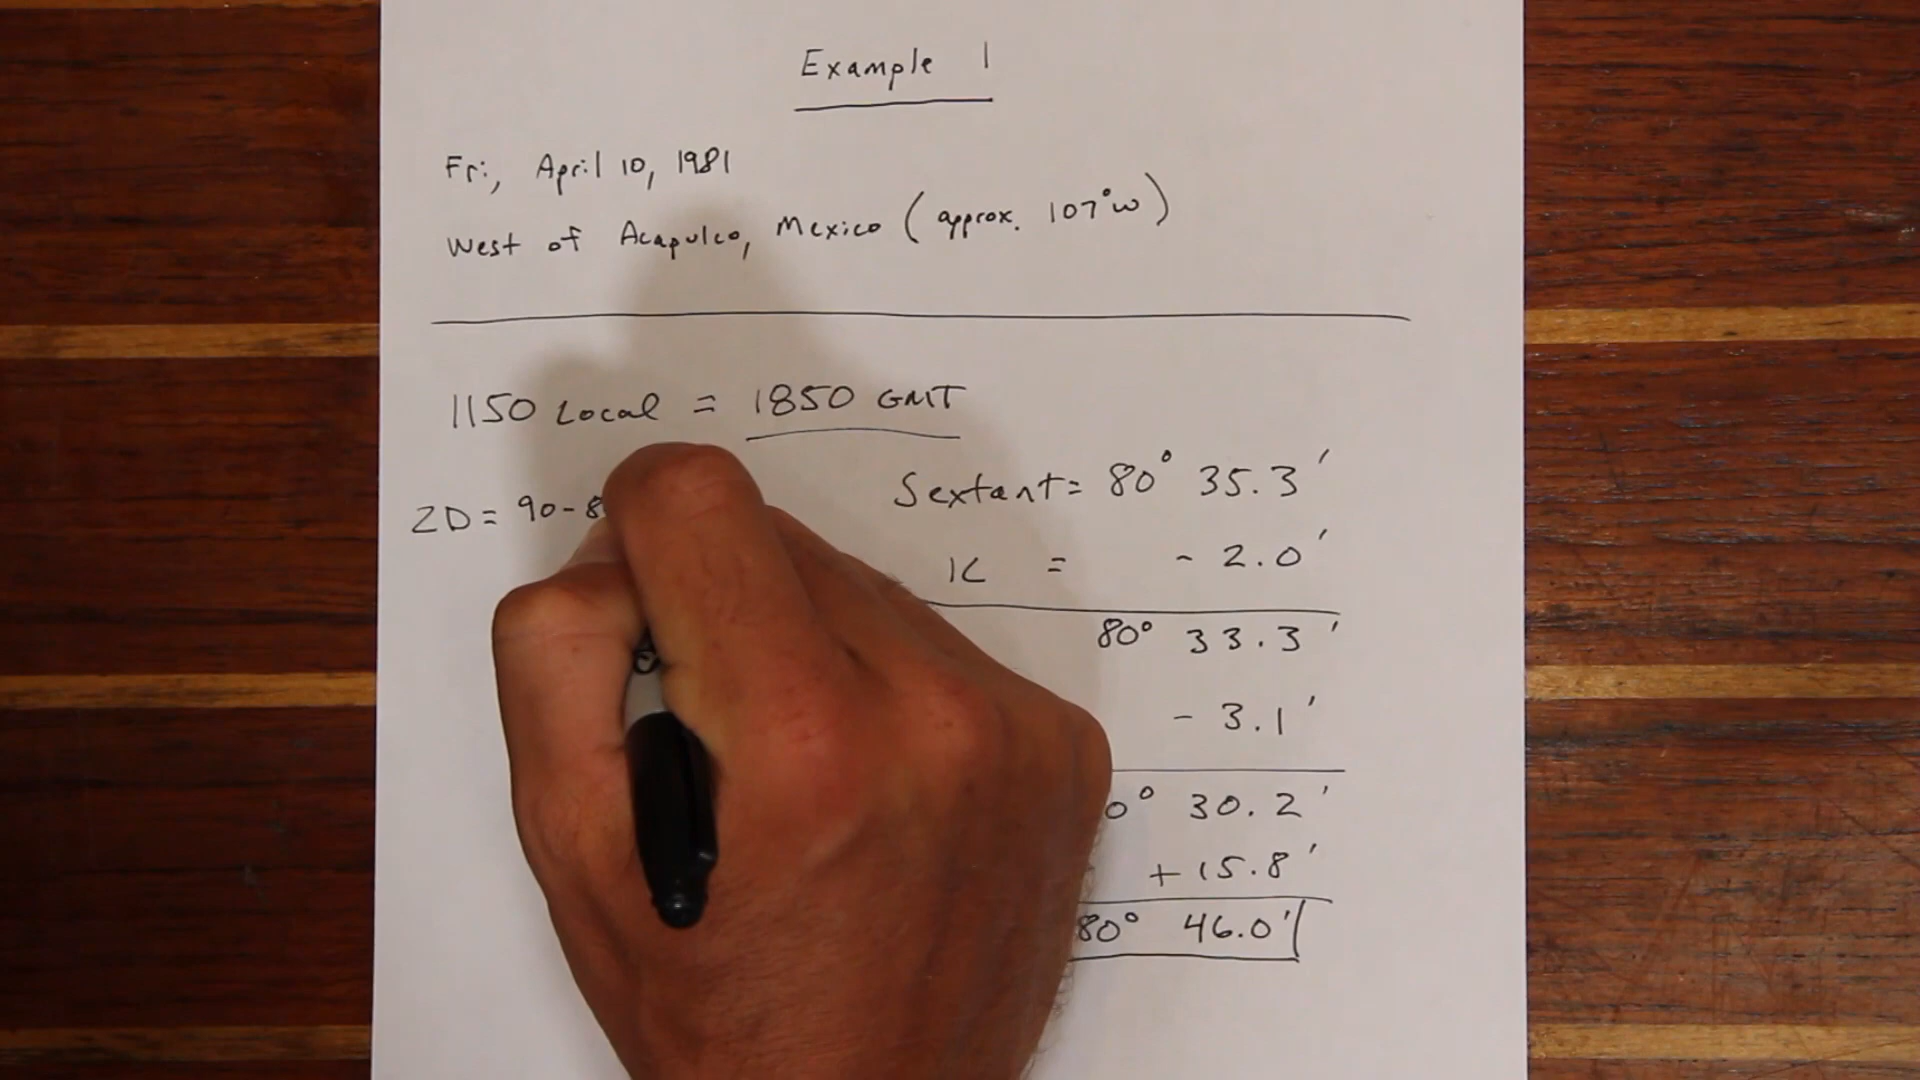 Example 1
Fri, April 10, 1981
West of Acapulco, Mexico (approx. 107°W)
1150 Local = 1850 GMT
Sextant = 80° 35.3'
ZD = 90-8
IC = - 2.0'
80° 33.3'
- 3.1'
0° 30.2'
+ 15.8'
80° 46.0'